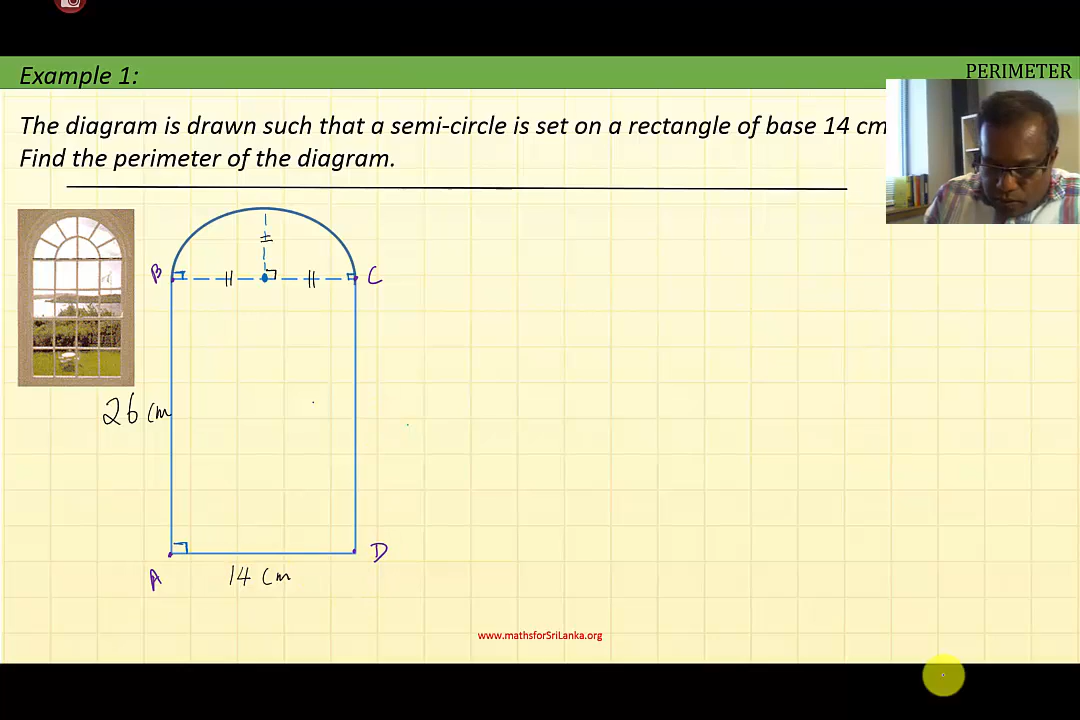 Example 1:
PERIMETER
The diagram is drawn such that a semi-circle is set on a rectangle of base 14 cm
Find the perimeter of the diagram.
B
C
26 cm
A
D
14 cm
www.mathsforSriLanka.org